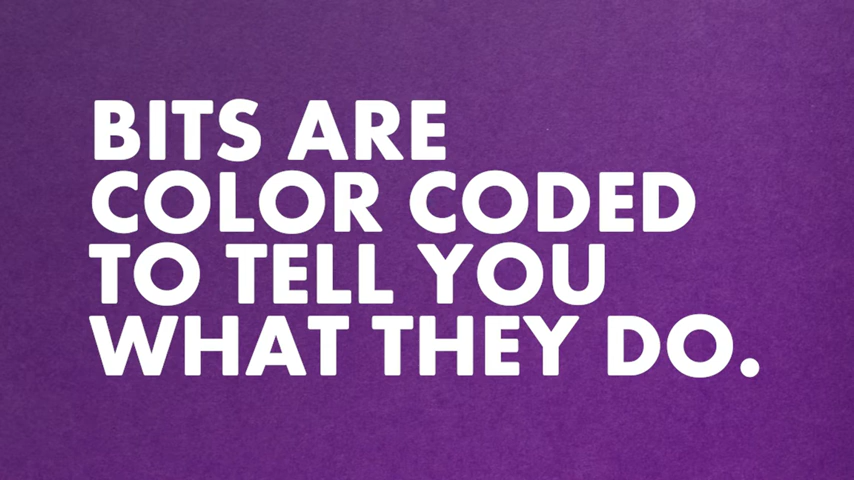 BITS ARE
COLOR CODED
TO TELL YOU
WHAT THEY DO.